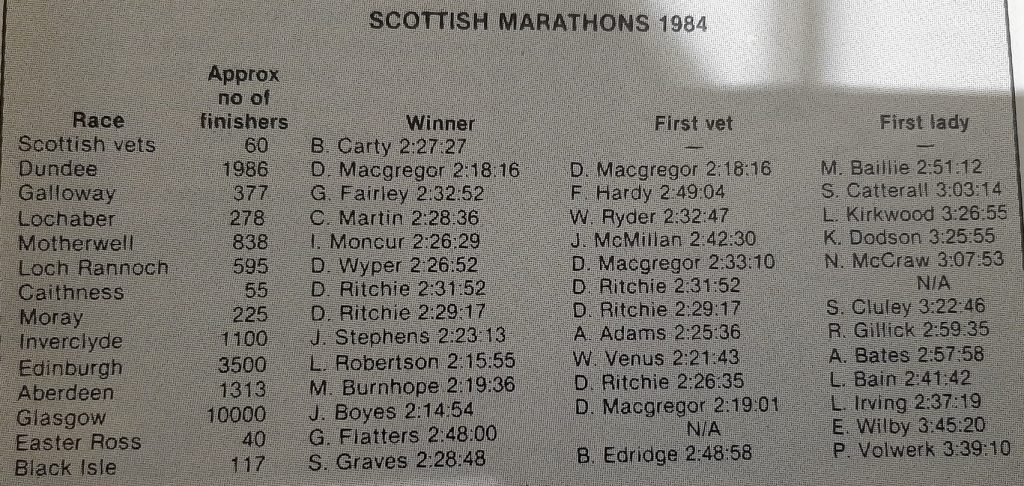 SCOTTISH MARATHONS 1984
Approx
no of
Race finishers Winner First vet First lady
Scottish vets 60 B. Carty 2:27:27 — —
Dundee 1986 D. Macgregor 2:18:16 D. Macgregor 2:18:16 M. Baillie 2:51:12
Galloway 377 G. Fairley 2:32:52 F. Hardy 2:49:04 S. Catterall 3:03:14
Lochaber 278 C. Martin 2:28:36 W. Ryder 2:32:47 L. Kirkwood 3:26:55
Motherwell 838 I. Moncur 2:26:29 J. McMillan 2:42:30 K. Dodson 3:25:55
Loch Rannoch 595 D. Wyper 2:26:52 D. Macgregor 2:33:10 N. McCraw 3:07:53
Caithness 55 D. Ritchie 2:31:52 D. Ritchie 2:31:52 N/A
Moray 225 D. Ritchie 2:29:17 D. Ritchie 2:29:17 S. Cluley 3:22:46
Inverclyde 1100 J. Stephens 2:23:13 A. Adams 2:25:36 R. Gillick 2:59:35
Edinburgh 3500 L. Robertson 2:15:55 W. Venus 2:21:43 A. Bates 2:57:58
Aberdeen 1313 M. Burnhope 2:19:36 D. Ritchie 2:26:35 L. Bain 2:41:42
Glasgow 10000 J. Boyes 2:14:54 D. Macgregor 2:19:01 L. Irving 2:37:19
Easter Ross 40 G. Flatters 2:48:00 N/A E. Wilby 3:45:20
Black Isle 117 S. Graves 2:28:48 B. Edridge 2:48:58 P. Volwerk 3:39:10